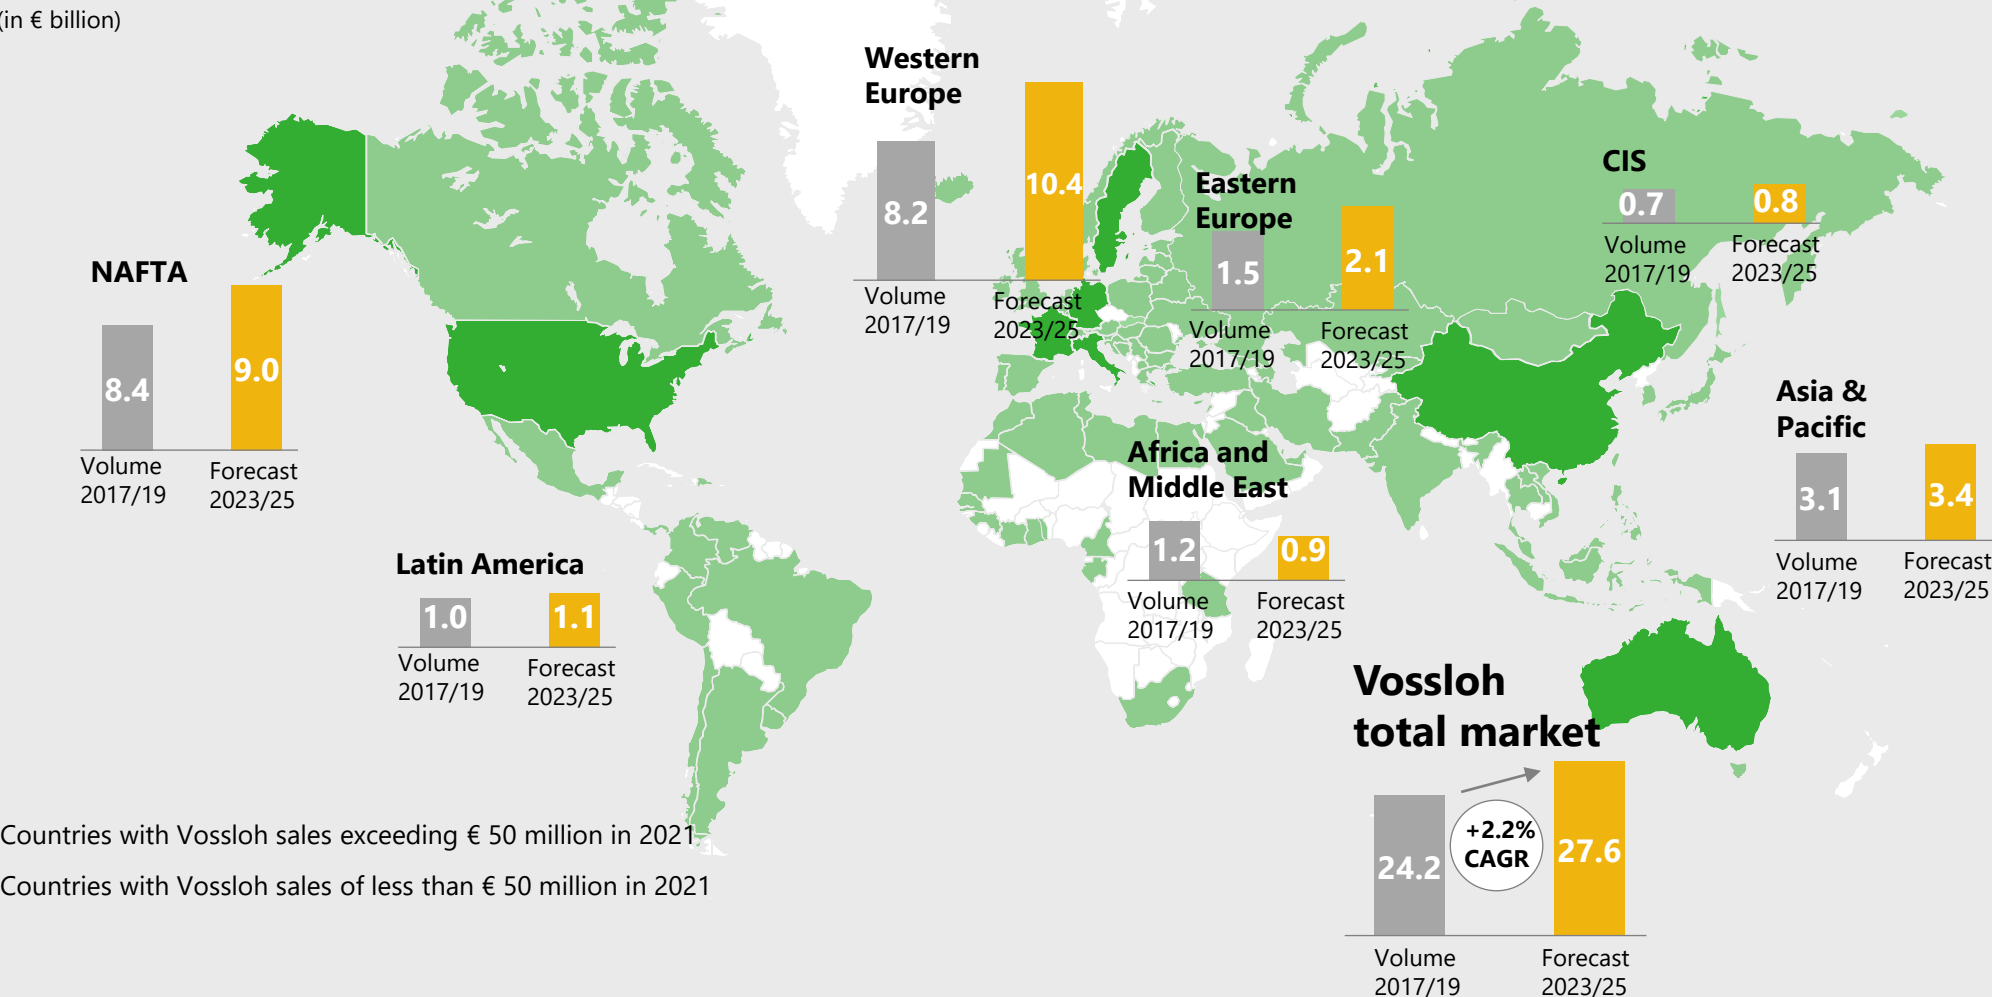 (in € billion)
Western
Europe
8.2
10.4
Volume
2017/19
Forecast
2023/25
Eastern
Europe
1.5
2.1
Volume
2017/19
Forecast
2023/25
CIS
0.7
0.8
Volume
2017/19
Forecast
2023/25
NAFTA
8.4
9.0
Volume
2017/19
Forecast
2023/25
Asia &
Pacific
3.1
3.4
Volume
2017/19
Forecast
2023/25
Africa and
Middle East
1.2
0.9
Volume
2017/19
Forecast
2023/25
Latin America
1.0
1.1
Volume
2017/19
Forecast
2023/25
Vossloh
total market
24.2
+2.2%
CAGR
27.6
Volume
2017/19
Forecast
2023/25
Countries with Vossloh sales exceeding € 50 million in 2021
Countries with Vossloh sales of less than € 50 million in 2021